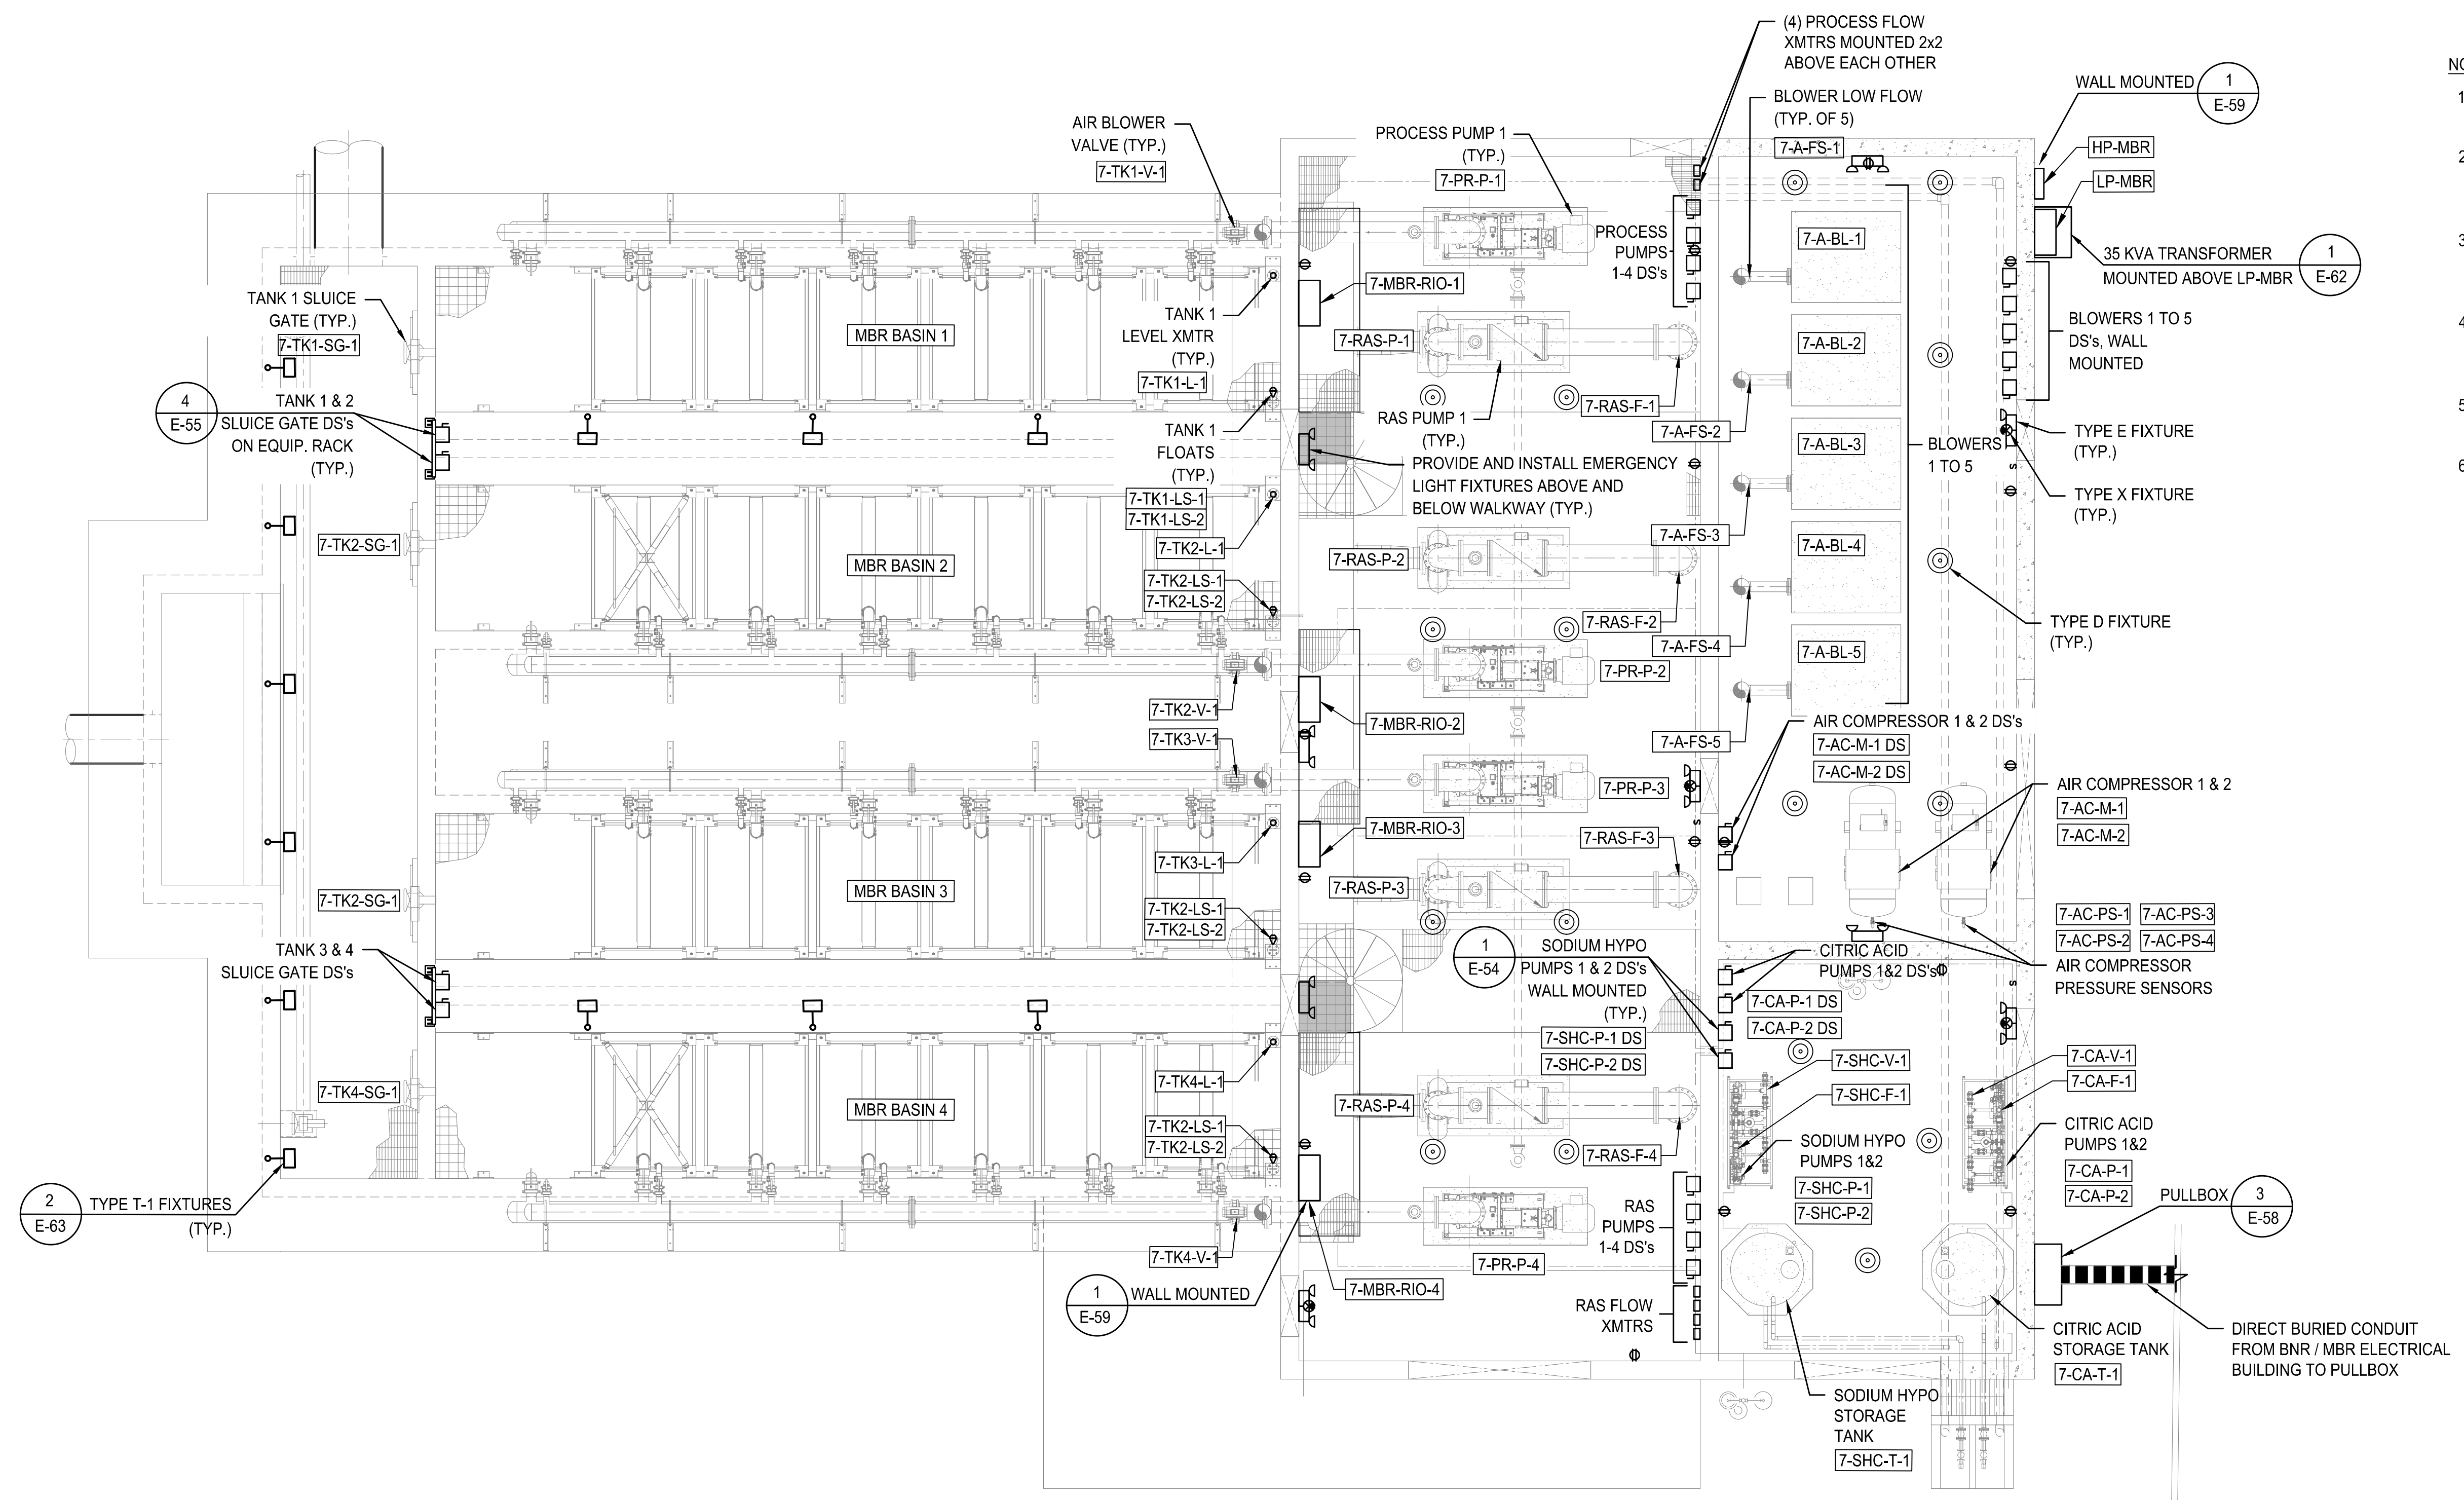 (4) PROCESS FLOW
XMTRS MOUNTED 2x2
ABOVE EACH OTHER
WALL MOUNTED
1
E-59
BLOWER LOW FLOW
(TYP. OF 5)
7-A-FS-1
AIR BLOWER
VALVE (TYP.)
7-TK1-V-1
PROCESS PUMP 1
(TYP.)
7-PR-P-1
HP-MBR
LP-MBR
PROCESS
PUMPS
1-4 DS's
7-A-BL-1
35 KVA TRANSFORMER
MOUNTED ABOVE LP-MBR
1
E-62
TANK 1 SLUICE
GATE (TYP.)
7-TK1-SG-1
MBR BASIN 1
TANK 1
LEVEL XMTR
(TYP.)
7-TK1-L-1
7-MBR-RIO-1
7-RAS-P-1
7-A-BL-2
BLOWERS 1 TO 5
DS's, WALL
MOUNTED
4
E-55
TANK 1 & 2
SLUICE GATE DS's
ON EQUIP. RACK
(TYP.)
TANK 1
FLOATS
(TYP.)
7-TK1-LS-1
7-TK1-LS-2
RAS PUMP 1
(TYP.)
7-RAS-F-1
7-A-FS-2
PROVIDE AND INSTALL EMERGENCY
LIGHT FIXTURES ABOVE AND
BELOW WALKWAY (TYP.)
7-A-BL-3
BLOWERS
1 TO 5
TYPE E FIXTURE
(TYP.)
S
TYPE X FIXTURE
(TYP.)
7-TK2-SG-1
MBR BASIN 2
7-TK2-L-1
7-TK2-LS-1
7-TK2-LS-2
7-RAS-P-2
7-A-FS-3
7-A-BL-4
7-RAS-F-2
7-A-FS-4
7-A-BL-5
TYPE D FIXTURE
(TYP.)
7-PR-P-2
7-TK2-V-1
7-MBR-RIO-2
7-TK3-V-1
7-A-FS-5
AIR COMPRESSOR 1 & 2 DS's
7-AC-M-1 DS
7-AC-M-2 DS
7-PR-P-3
AIR COMPRESSOR 1 & 2
7-AC-M-1
7-AC-M-2
S
7-MBR-RIO-3
7-RAS-F-3
7-TK3-L-1
7-TK2-SG-1
MBR BASIN 3
7-RAS-P-3
7-TK2-LS-1
7-TK2-LS-2
7-AC-PS-1
7-AC-PS-3
7-AC-PS-2
7-AC-PS-4
AIR COMPRESSOR
PRESSURE SENSORS
TANK 3 & 4
SLUICE GATE DS's
1
E-54
SODIUM HYPO
PUMPS 1 & 2 DS's
WALL MOUNTED
(TYP.)
7-SHC-P-1 DS
7-SHC-P-2 DS
CITRIC ACID
PUMPS 1&2 DS's
7-CA-P-1 DS
7-CA-P-2 DS
S
7-TK4-SG-1
MBR BASIN 4
7-TK4-L-1
7-TK2-LS-1
7-TK2-LS-2
7-RAS-P-4
7-RAS-F-4
7-SHC-V-1
7-SHC-F-1
SODIUM HYPO
PUMPS 1&2
7-SHC-P-1
7-SHC-P-2
7-CA-V-1
7-CA-F-1
CITRIC ACID
PUMPS 1&2
7-CA-P-1
7-CA-P-2
2
E-63
TYPE T-1 FIXTURES
(TYP.)
RAS
PUMPS
1-4 DS's
PULLBOX
3
E-58
7-TK4-V-1
7-PR-P-4
1
E-59
WALL MOUNTED
7-MBR-RIO-4
RAS FLOW
XMTRS
CITRIC ACID
STORAGE TANK
7-CA-T-1
DIRECT BURIED CONDUIT
FROM BNR / MBR ELECTRICAL
BUILDING TO PULLBOX
SODIUM HYPO
STORAGE
TANK
7-SHC-T-1
1
2
3
4
5
6